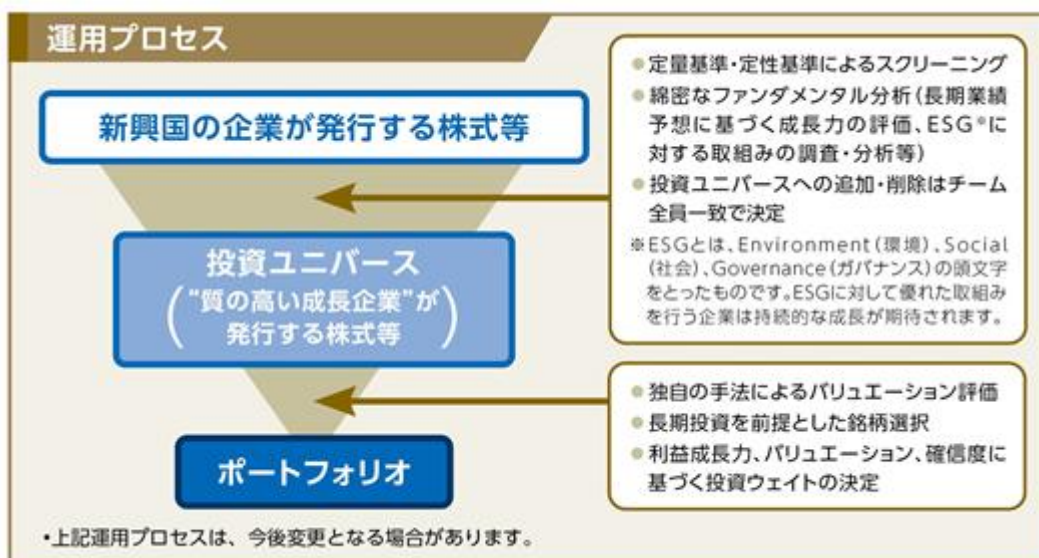 運用プロセス
新興国の企業が発行する株式等
●定量基準・定性基準によるスクリーニング
●綿密なファンダメンタル分析(長期業績
予想に基づく成長力の評価、ESG※に
対する取組みの調査・分析等)
●投資ユニバースへの追加・削除はチーム
全員一致で決定
※ESGとは、Environment(環境)、Social
(社会)、Governance(ガバナンス)の頭文字
をとったものです。ESGに対して優れた取組み
を行う企業は持続的な成長が期待されます。
投資ユニバース
("質の高い成長企業"が
発行する株式等)
●独自の手法によるバリュエーション評価
●長期投資を前提とした銘柄選択
●利益成長力、バリュエーション、確信度に
基づく投資ウェイトの決定
ポートフォリオ
・上記運用プロセスは、今後変更となる場合があります。